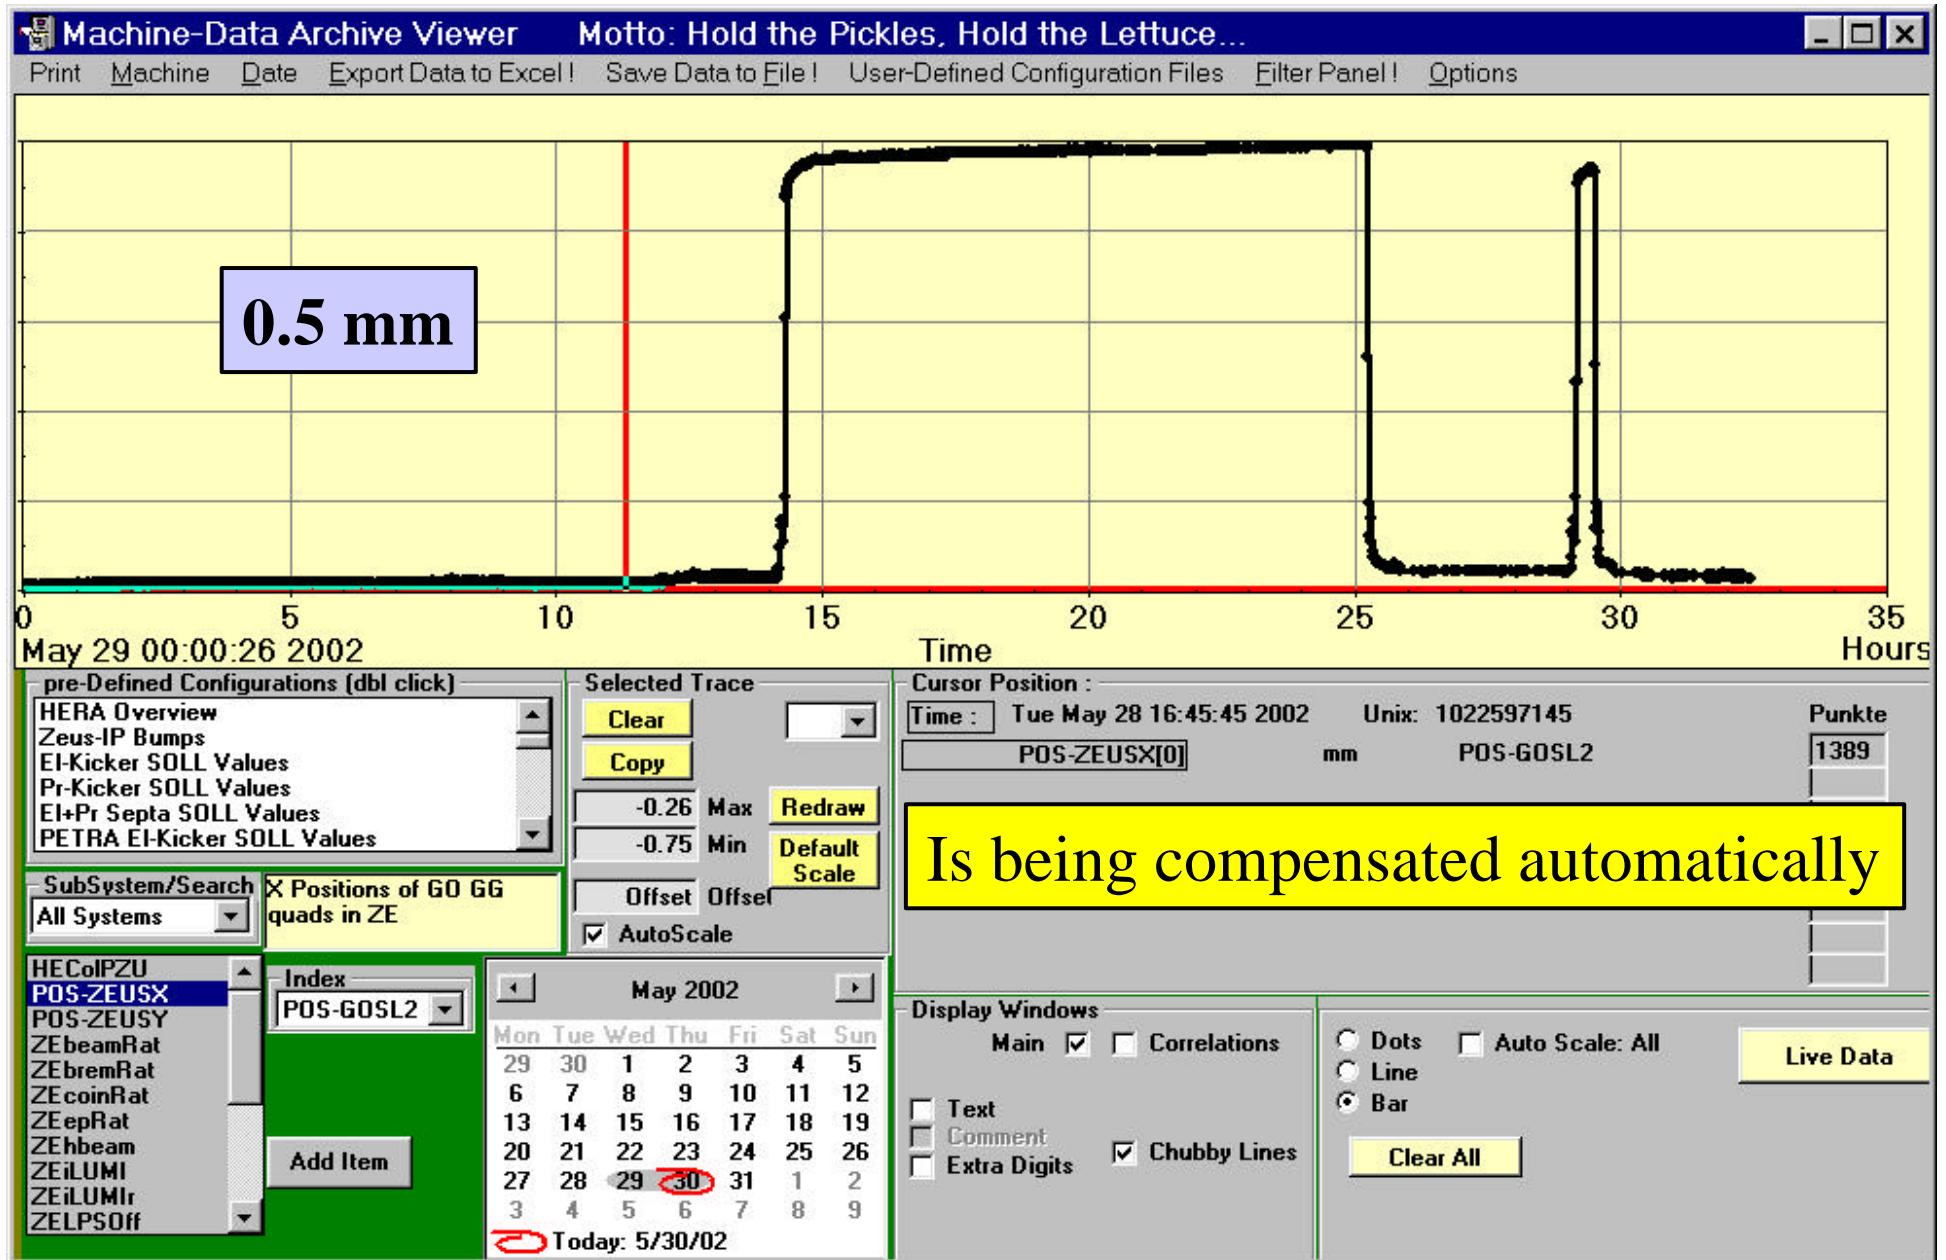 Machine-Data Archive Viewer Motto: Hold the Pickles, Hold the Lettuce...
Print Machine Date Export Data to Excel ! Save Data to File ! User-Defined Configuration Files Filter Panel ! Options
0.5 mm
0 5 10 15 20 25 30 35
May 29 00:00:26 2002 Time Hours
pre-Defined Configurations (dbl click)
HERA Overview
Zeus-IP Bumps
El-Kicker SOLL Values
Pr-Kicker SOLL Values
El+Pr Septa SOLL Values
PETRA El-Kicker SOLL Values
Selected Trace
Clear
Copy
-0.26 Max Redraw
-0.75 Min Default Scale
Offset Offset
AutoScale
Cursor Position :
Time : Tue May 28 16:45:45 2002 Unix: 1022597145 Punkte
POS-ZEUSX[0] mm POS-GOSL2 1389
Is being compensated automatically
SubSystem/Search
All Systems
X Positions of GO GG
quads in ZE
HEColPZU
POS-ZEUSX
POS-ZEUSY
ZEbeamRat
ZEbremRat
ZEcoinRat
ZEepRat
ZEhbeam
ZEiLUMI
ZEiLUMIr
ZELPSOff
Index
POS-GOSL2
Add Item
May 2002
Mon Tue Wed Thu Fri Sat Sun
29 30 1 2 3 4 5
6 7 8 9 10 11 12
13 14 15 16 17 18 19
20 21 22 23 24 25 26
27 28 29 30 31 1 2
3 4 5 6 7 8 9
Today: 5/30/02
Display Windows
Main Correlations
Text
Comment
Extra Digits Chubby Lines
Dots Auto Scale: All
Line
Bar
Live Data
Clear All